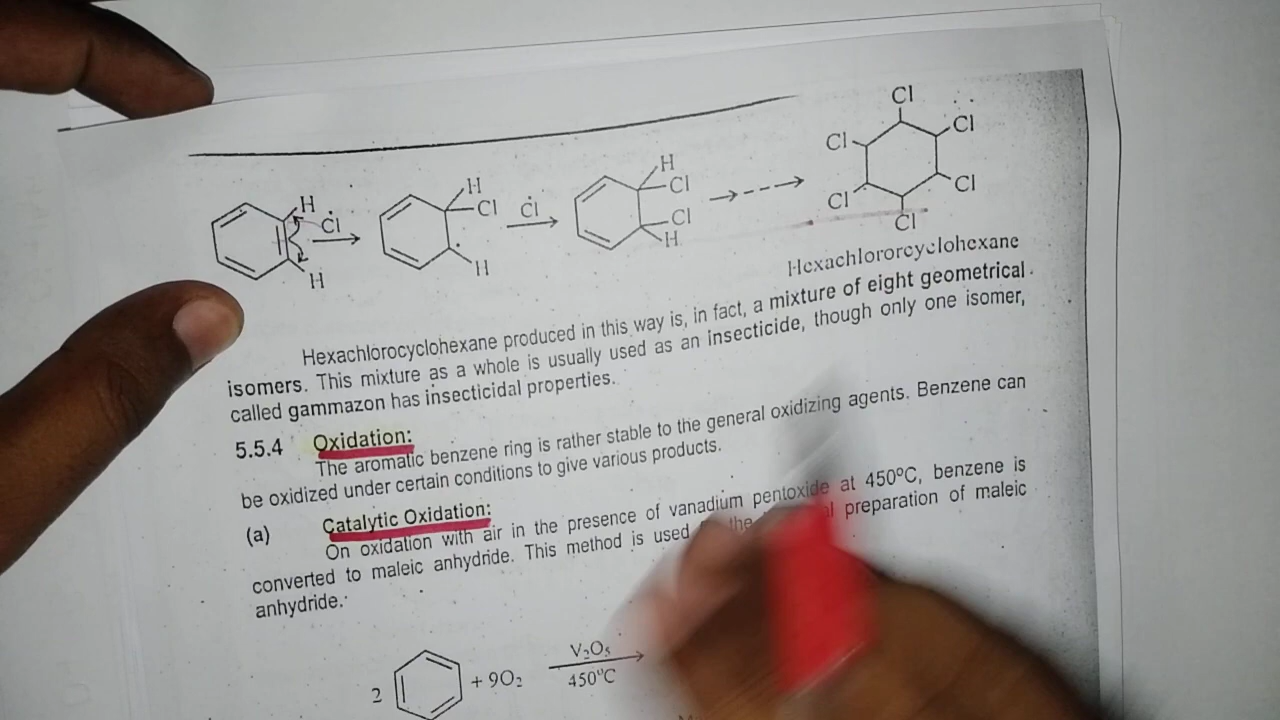 H
Cl
H
H
Cl
H
Cl
H
Cl
Cl
H
Cl
Cl
Cl
Cl
Cl
Cl
Hexachlororcyclohexane
Hexachlorocyclohexane produced in this way is, in fact, a mixture of eight geometrical
isomers. This mixture as a whole is usually used as an insecticide, though only one isomer,
called gammazon has insecticidal properties.
5.5.4 Oxidation:
The aromatic benzene ring is rather stable to the general oxidizing agents. Benzene can
be oxidized under certain conditions to give various products.
(a) Catalytic Oxidation:
On oxidation with air in the presence of vanadium pentoxide at 450°C, benzene is
converted to maleic anhydride. This method is used the preparation of maleic
anhydride.
2 + 9O₂ V₂O₅ 450°C